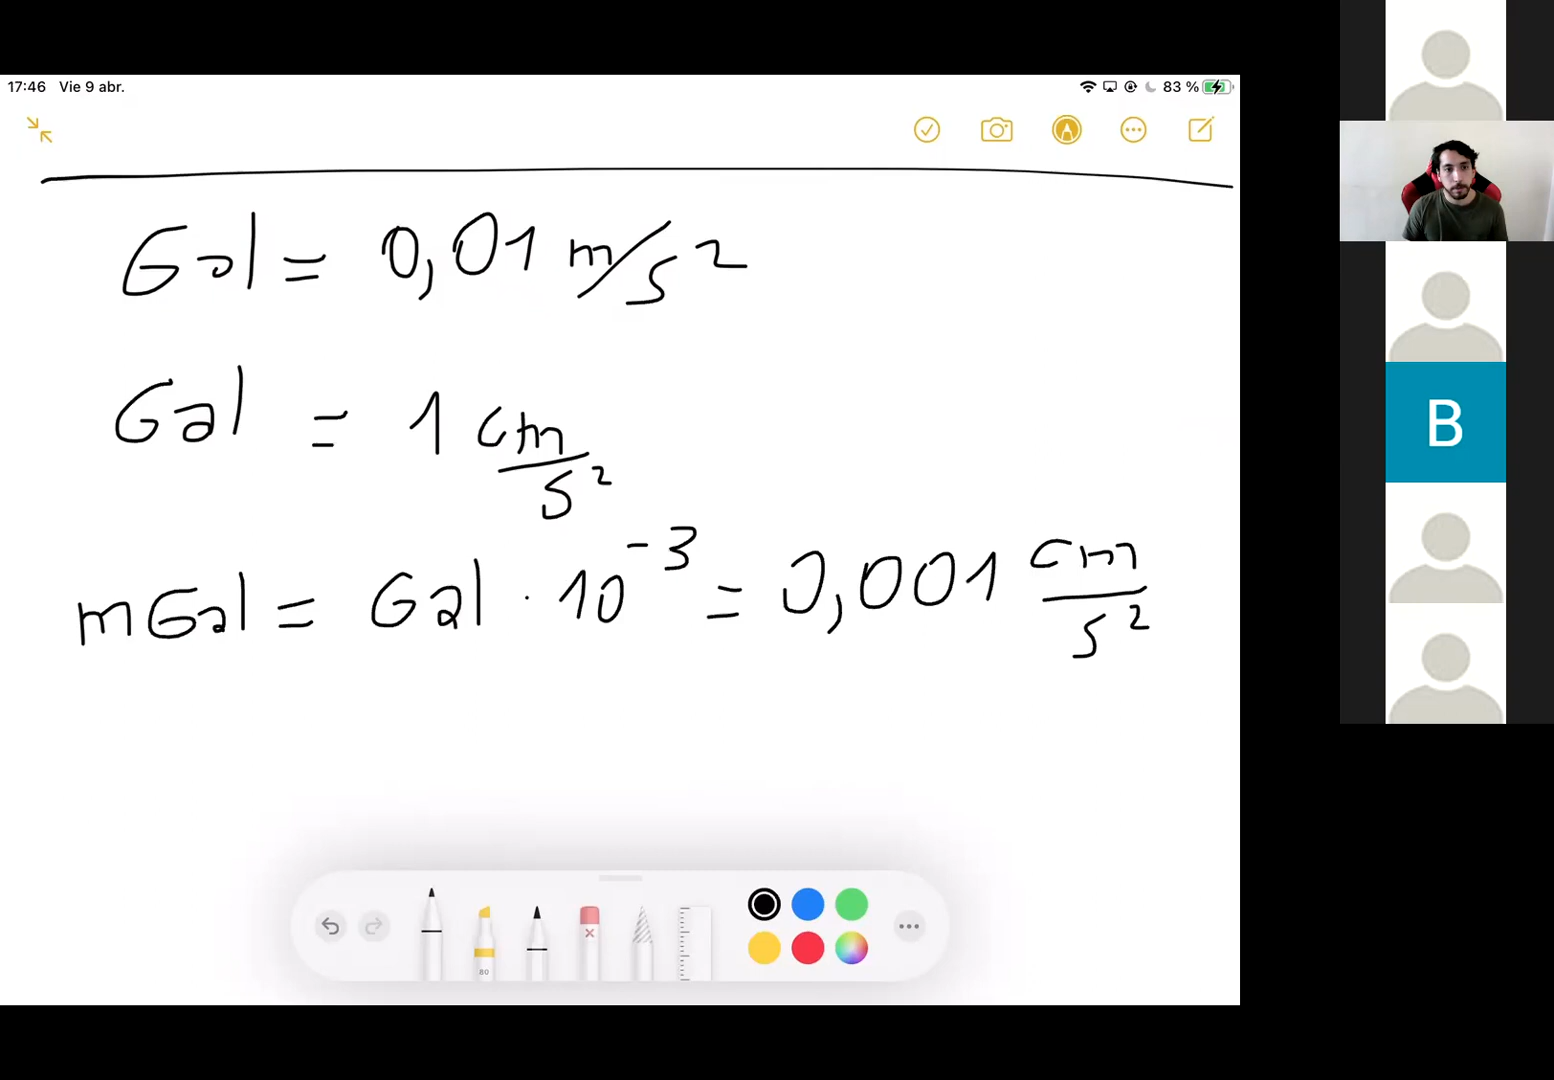 17:46 Vie 9 abr. 83 %
Gal = 0,01 m/s²
Gal = 1 cm/s²
mGal = Gal · 10⁻³ = 0,001 cm/s²
80
B